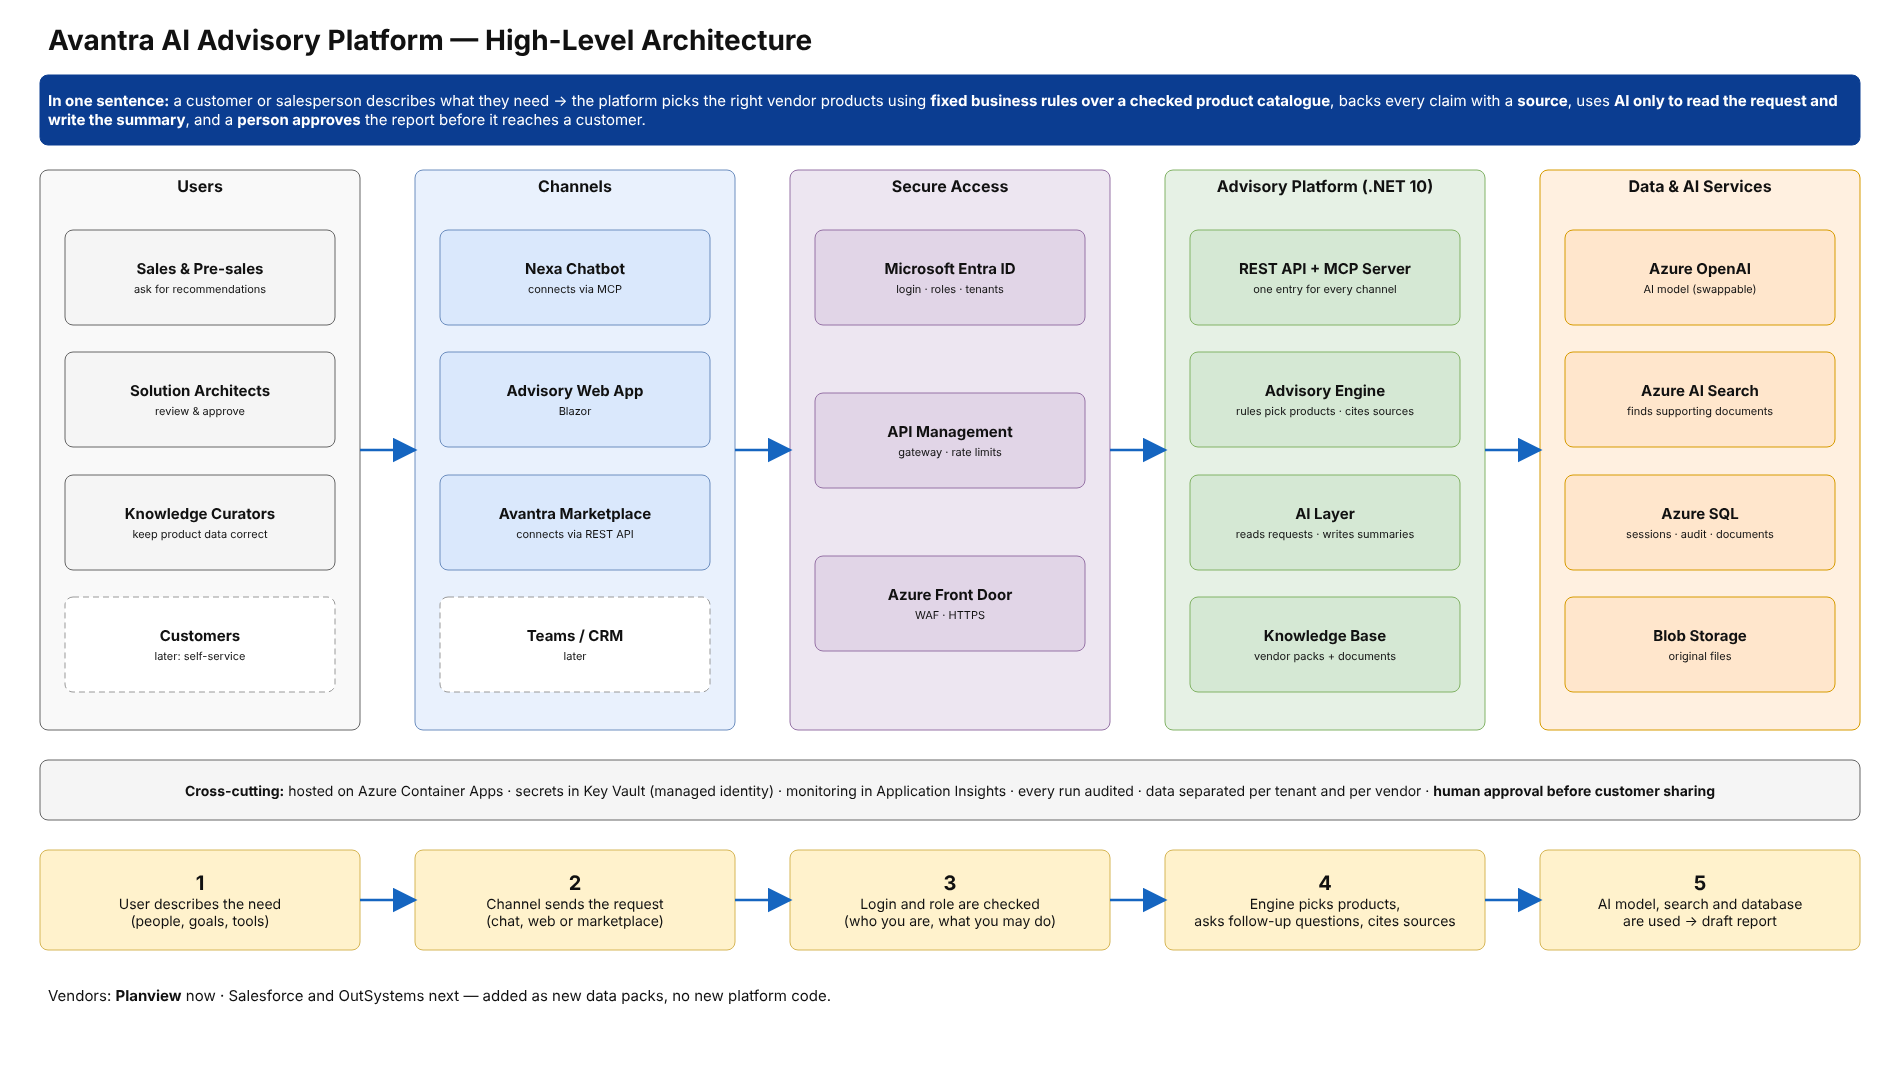 Avantra AI Advisory Platform — High-Level Architecture
In one sentence: a customer or salesperson describes what they need → the platform picks the right vendor products using fixed business rules over a checked product catalogue, backs every claim with a source, uses AI only to read the request and
write the summary, and a person approves the report before it reaches a customer.
Users
Sales & Pre-sales
ask for recommendations
Solution Architects
review & approve
Knowledge Curators
keep product data correct
Customers
later: self-service
Channels
Nexa Chatbot
connects via MCP
Advisory Web App
Blazor
Avantra Marketplace
connects via REST API
Teams / CRM
later
Secure Access
Microsoft Entra ID
login · roles · tenants
API Management
gateway · rate limits
Azure Front Door
WAF · HTTPS
Advisory Platform (.NET 10)
REST API + MCP Server
one entry for every channel
Advisory Engine
rules pick products · cites sources
AI Layer
reads requests · writes summaries
Knowledge Base
vendor packs + documents
Data & AI Services
Azure OpenAI
AI model (swappable)
Azure AI Search
finds supporting documents
Azure SQL
sessions · audit · documents
Blob Storage
original files
Cross-cutting: hosted on Azure Container Apps · secrets in Key Vault (managed identity) · monitoring in Application Insights · every run audited · data separated per tenant and per vendor · human approval before customer sharing
1
User describes the need
(people, goals, tools)
2
Channel sends the request
(chat, web or marketplace)
3
Login and role are checked
(who you are, what you may do)
4
Engine picks products,
asks follow-up questions, cites sources
5
AI model, search and database
are used → draft report
Vendors: Planview now · Salesforce and OutSystems next — added as new data packs, no new platform code.